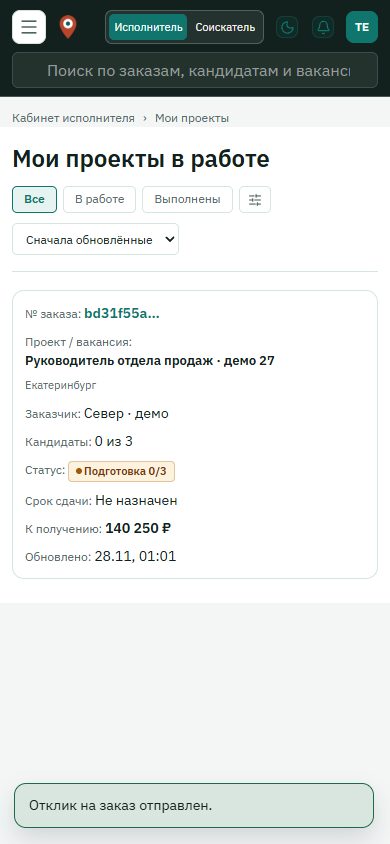 Исполнитель Соискатель TE
Поиск по заказам, кандидатам и ваканс
Кабинет исполнителя › Мои проекты
Мои проекты в работе
Все В работе Выполнены
Сначала обновлённые
№ заказа: bd31f55a...
Проект / вакансия:
Руководитель отдела продаж · демо 27
Екатеринбург
Заказчик: Север · демо
Кандидаты: 0 из 3
Статус: Подготовка 0/3
Срок сдачи: Не назначен
К получению: 140 250 ₽
Обновлено: 28.11, 01:01
Отклик на заказ отправлен.